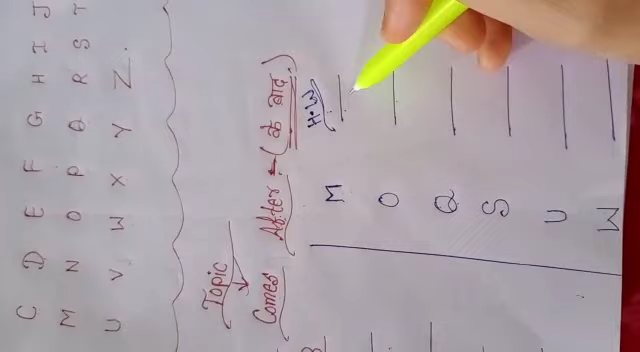 C D E F G H I J
M N O P Q R S T
U V W X Y Z.
Topic
Comes After :- (के बाद)
H.W
M
O
Q
S
U
W